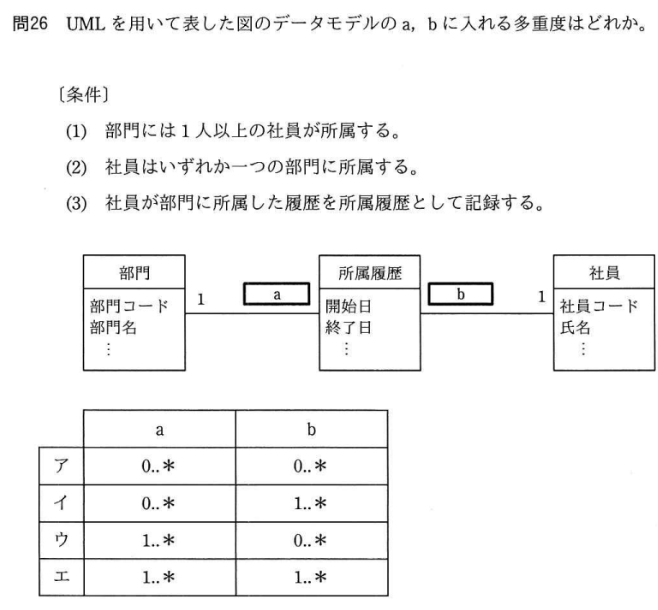 問26 UML を用いて表した図のデータモデルの a，b に入れる多重度はどれか。
〔条件〕
(1) 部門には 1 人以上の社員が所属する。
(2) 社員はいずれか一つの部門に所属する。
(3) 社員が部門に所属した履歴を所属履歴として記録する。
部門 所属履歴 社員
1 a b 1
部門コード 開始日 社員コード
部門名 終了日 氏名
⋮ ⋮ ⋮
a b
ア 0..＊ 0..＊
イ 0..＊ 1..＊
ウ 1..＊ 0..＊
エ 1..＊ 1..＊